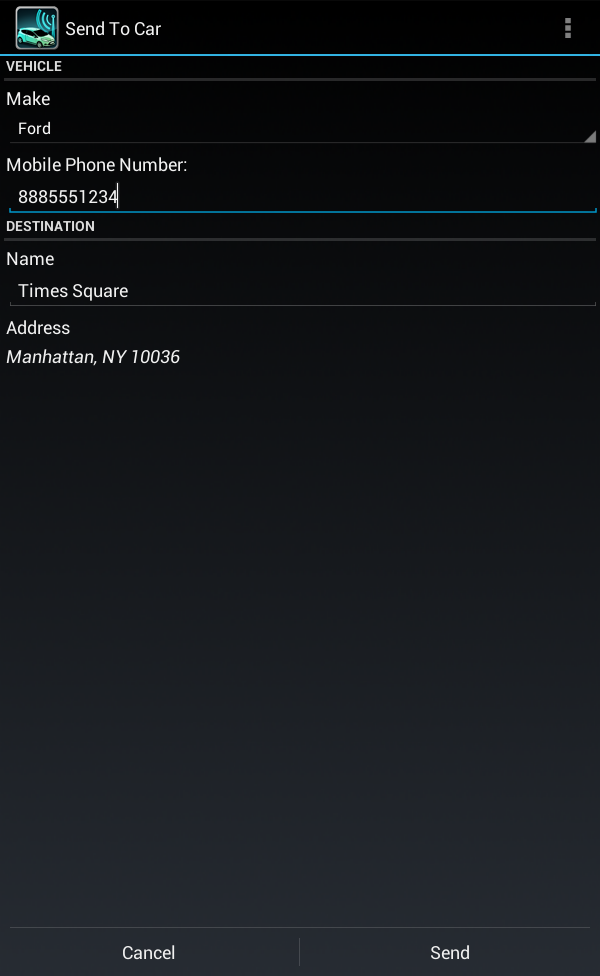 Send To Car
VEHICLE
Make
Ford
Mobile Phone Number:
8885551234
DESTINATION
Name
Times Square
Address
Manhattan, NY 10036
Cancel Send